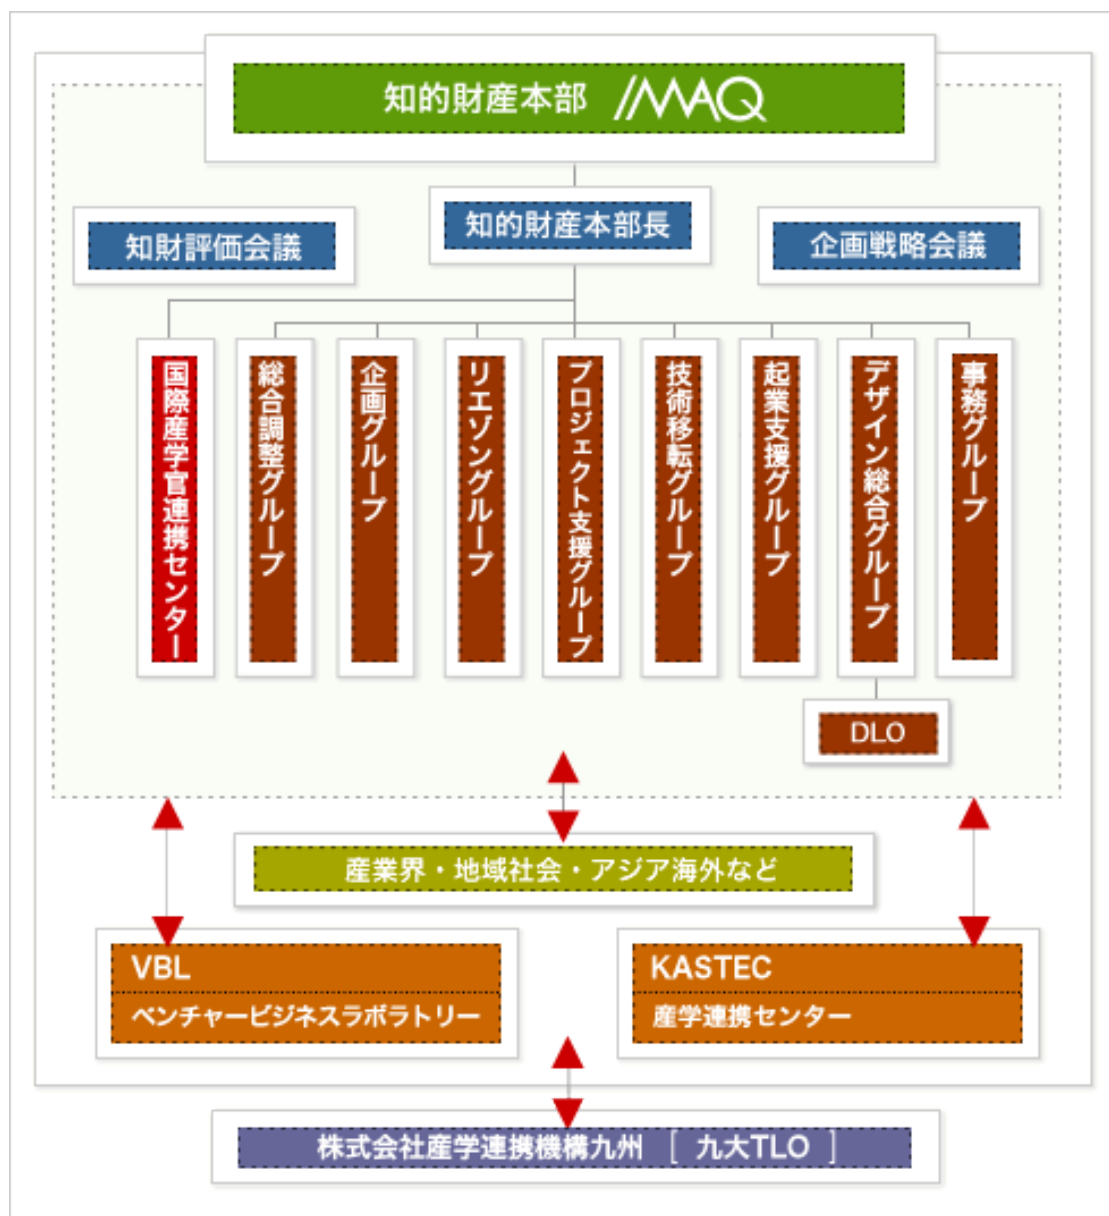 知的財産本部 IMAQ
知的財産本部長
知財評価会議
企画戦略会議
国際産学官連携センター
総合調整グループ
企画グループ
リエゾングループ
プロジェクト支援グループ
技術移転グループ
起業支援グループ
デザイン総合グループ
事務グループ
DLO
産業界・地域社会・アジア海外など
VBL
ベンチャービジネスラボラトリー
KASTEC
産学連携センター
株式会社産学連携機構九州 [ 九大TLO ]